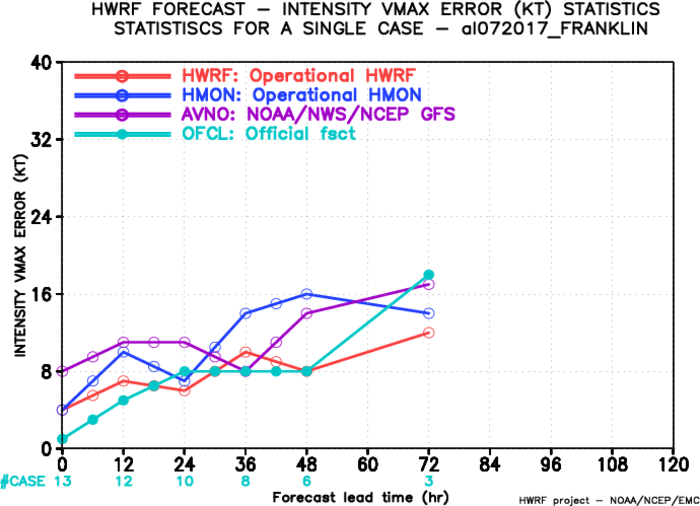 HWRF FORECAST – INTENSITY VMAX ERROR (KT) STATISTICS
STATISTISCS FOR A SINGLE CASE – al072017_FRANKLIN
HWRF: Operational HWRF
HMON: Operational HMON
AVNO: NOAA/NWS/NCEP GFS
OFCL: Official fsct
INTENSITY VMAX ERROR (KT)
40
32
24
16
8
0
0 12 24 36 48 60 72 84 96 108 120
#CASE 13 12 10 8 6 3
Forecast lead time (hr)
HWRF project – NOAA/NCEP/EMC